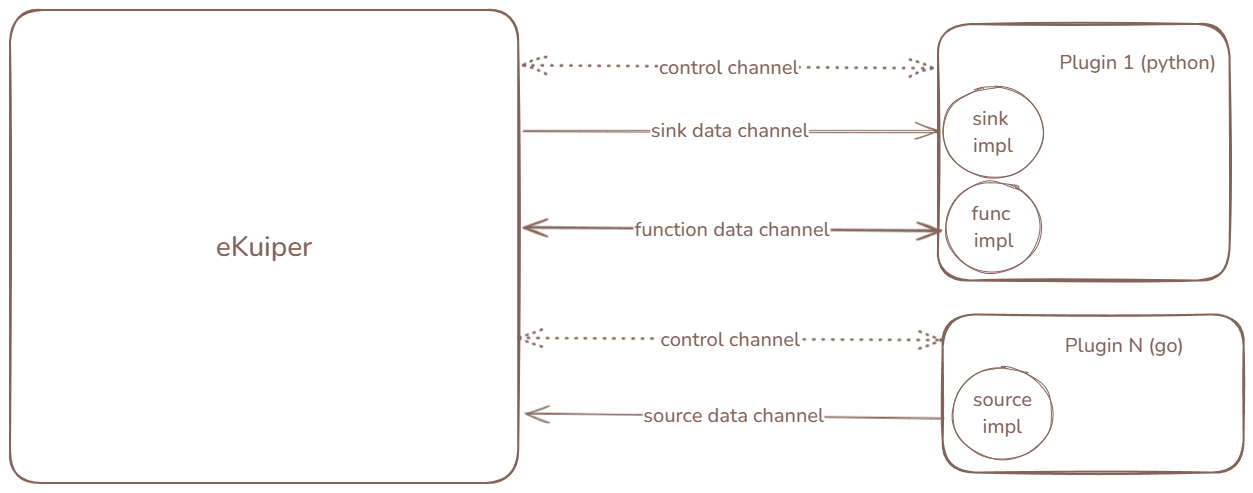 control channel
Plugin 1 (python)
sink
impl
sink data channel
func
impl
function data channel
eKuiper
control channel
Plugin N (go)
source
impl
source data channel